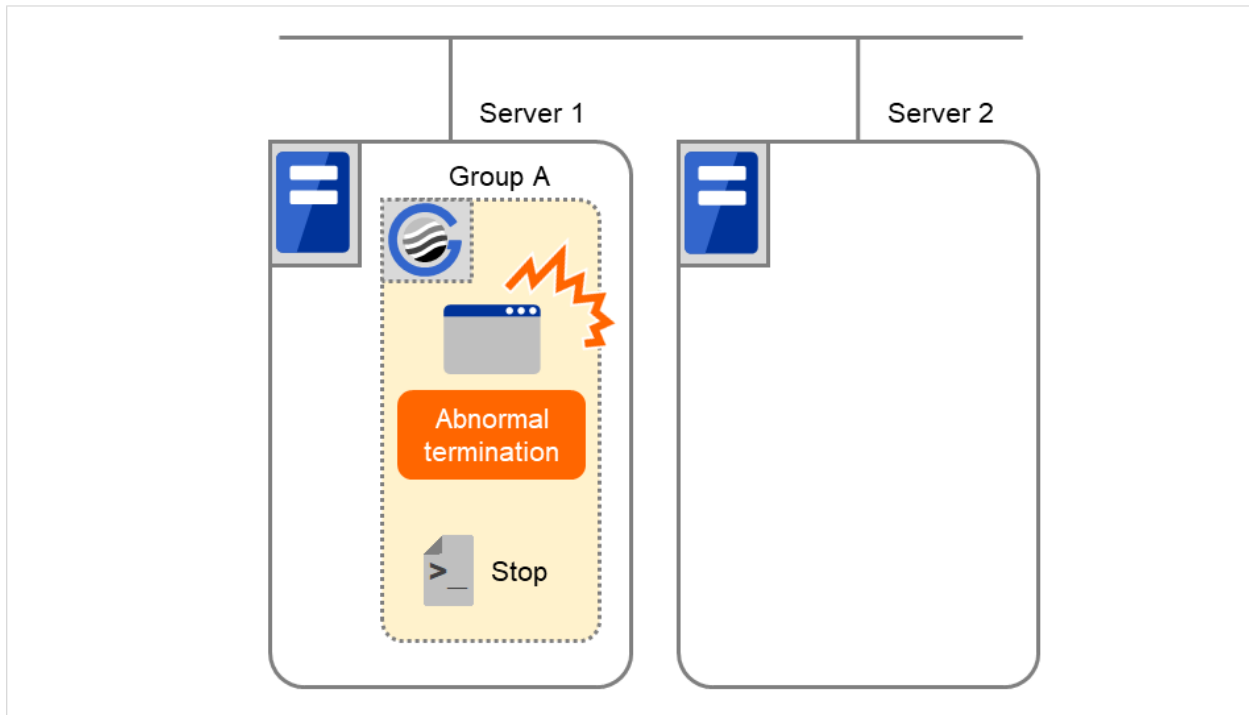 Server 1
Server 2
Group A
Abnormal
termination
>_
Stop